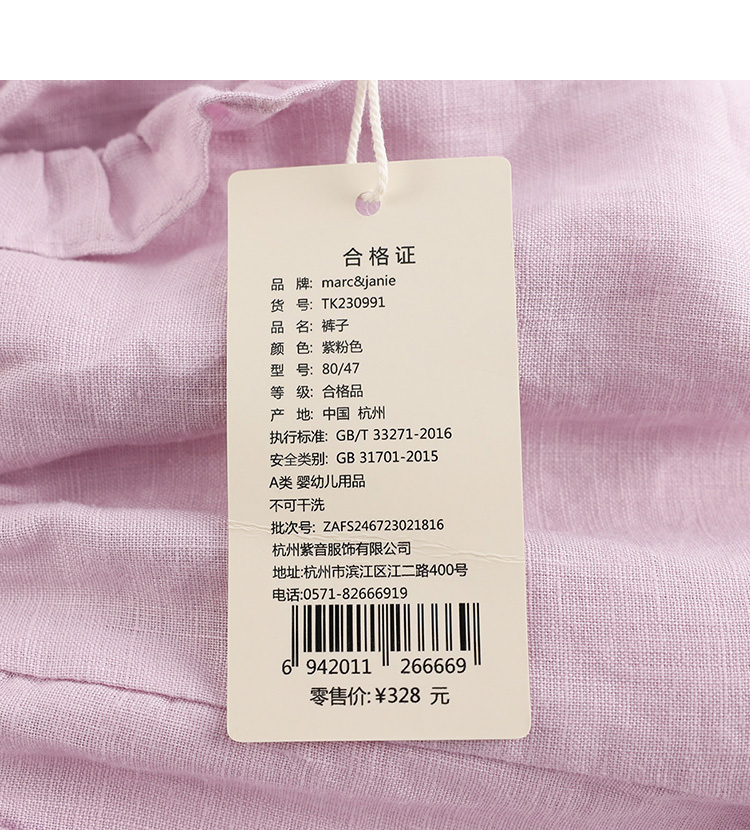 合格证
品 牌: marc&janie
货 号: TK230991
品 名: 裤子
颜 色: 紫粉色
型 号: 80/47
等 级: 合格品
产 地: 中国 杭州
执行标准: GB/T 33271-2016
安全类别: GB 31701-2015
A类 婴幼儿用品
不可干洗
批次号: ZAFS246723021816
杭州紫音服饰有限公司
地址:杭州市滨江区江二路400号
电话:0571-82666919
6 942011 266669
零售价:¥328 元